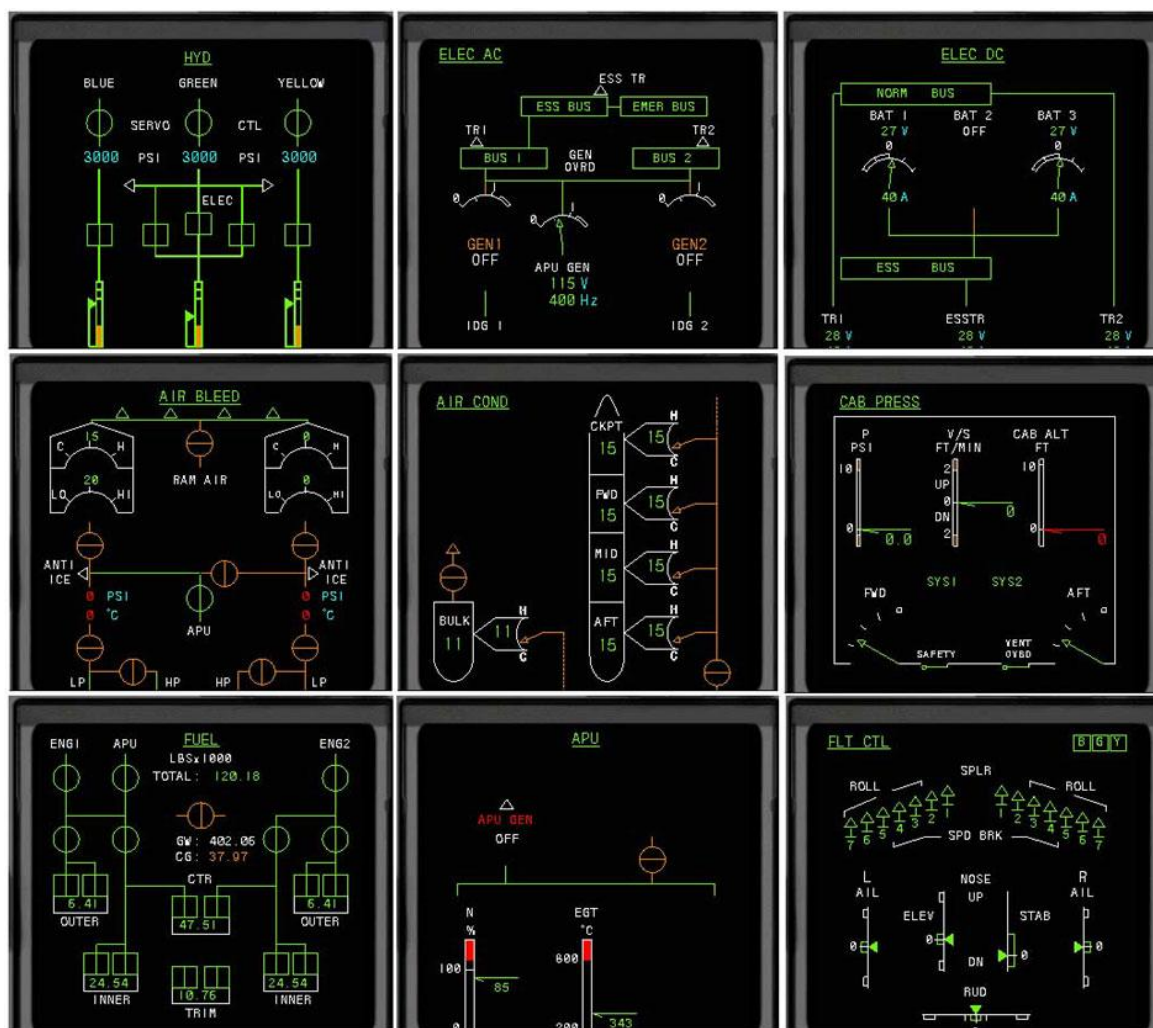 HYD
BLUE GREEN YELLOW
SERVO CTL
3000 PSI 3000 PSI 3000
ELEC
ELEC AC
ESS TR
ESS BUS EMER BUS
TR1 TR2
BUS 1 GEN OVRD BUS 2
0 1 0 1 0 1
GEN1 OFF
GEN2 OFF
APU GEN
115 V
400 Hz
IDG 1 IDG 2
ELEC DC
NORM BUS
BAT 1 BAT 2 BAT 3
27 V OFF 27 V
0 0
40 A 40 A
ESS BUS
TR1 ESSTR TR2
28 V 28 V 28 V
AIR BLEED
15 0
C H C H
RAM AIR
20 0
LO HI LO HI
ANTI ICE ANTI ICE
0 PSI 0 PSI
0 °C 0 °C
APU
LP HP HP LP
AIR COND
CKPT 15 15 H C
FWD 15 15 H C
MID 15 15 H C
AFT 15 15 H C
BULK 11 11 H C
CAB PRESS
P V/S CAB ALT
PSI FT/MIN FT
10 2 10
UP
0 0 0
DN
2
0.0 0 0
SYS1 SYS2
FWD AFT
SAFETY VENT OVBD
FUEL
ENG1 APU ENG2
LBSx1000
TOTAL: 120.18
GW: 402.06
CG: 37.97
CTR
6.41 47.51 6.41
OUTER OUTER
24.54 10.76 24.54
INNER TRIM INNER
APU
APU GEN
OFF
N EGT
% °C
100 600
85
343
0 200
FLT CTL B G Y
SPLR
ROLL ROLL
7 6 5 4 3 2 1 1 2 3 4 5 6 7
SPD BRK
L AIL NOSE UP R AIL
ELEV STAB
0 0 0 0
DN
RUD